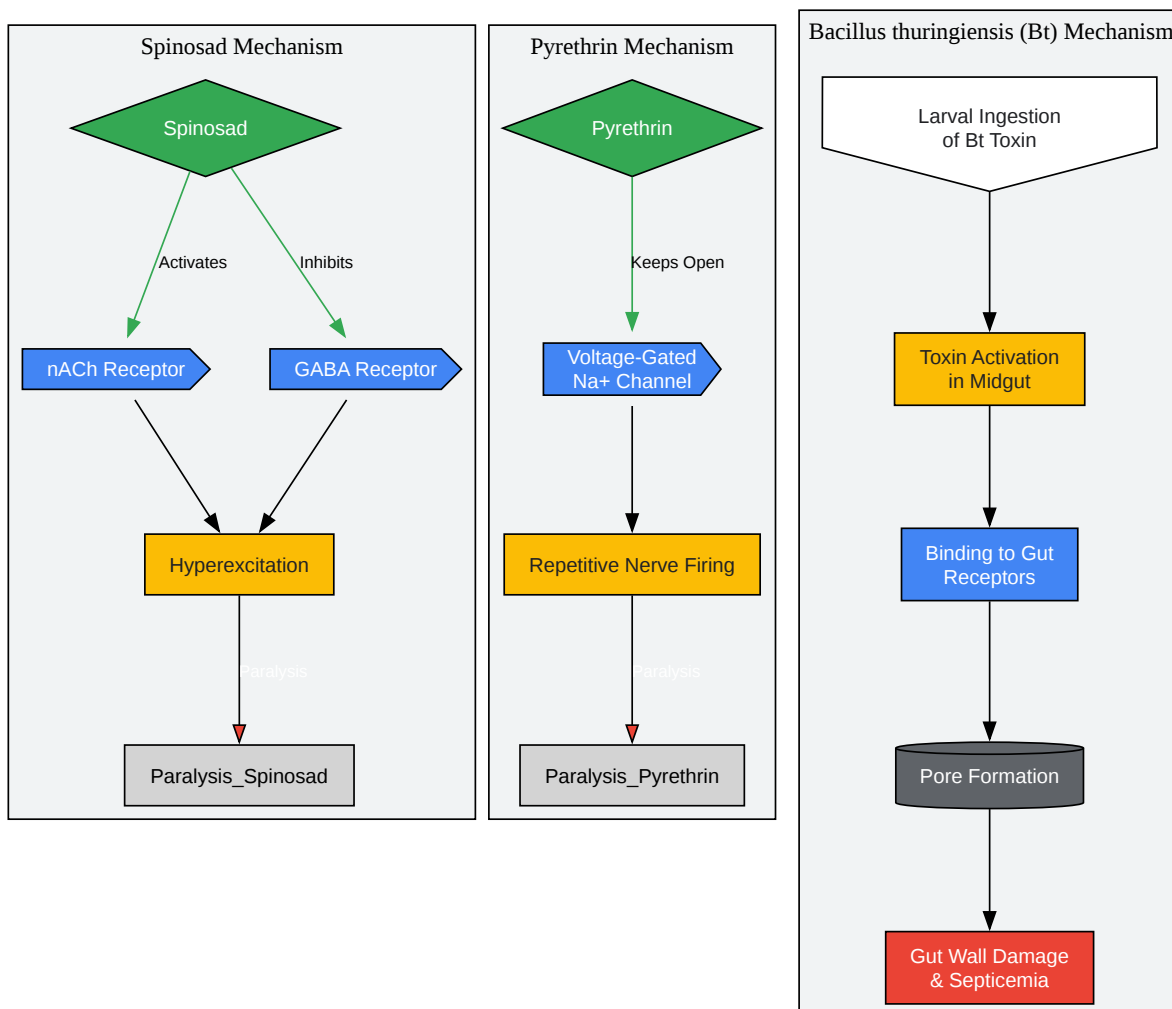 Spinosad Mechanism
Spinosad
Activates
Inhibits
nACh Receptor
GABA Receptor
Hyperexcitation
Paralysis
Paralysis_Spinosad
Pyrethrin Mechanism
Pyrethrin
Keeps Open
Voltage-Gated
Na+ Channel
Repetitive Nerve Firing
Paralysis
Paralysis_Pyrethrin
Bacillus thuringiensis (Bt) Mechanism
Larval Ingestion
of Bt Toxin
Toxin Activation
in Midgut
Binding to Gut
Receptors
Pore Formation
Gut Wall Damage
& Septicemia